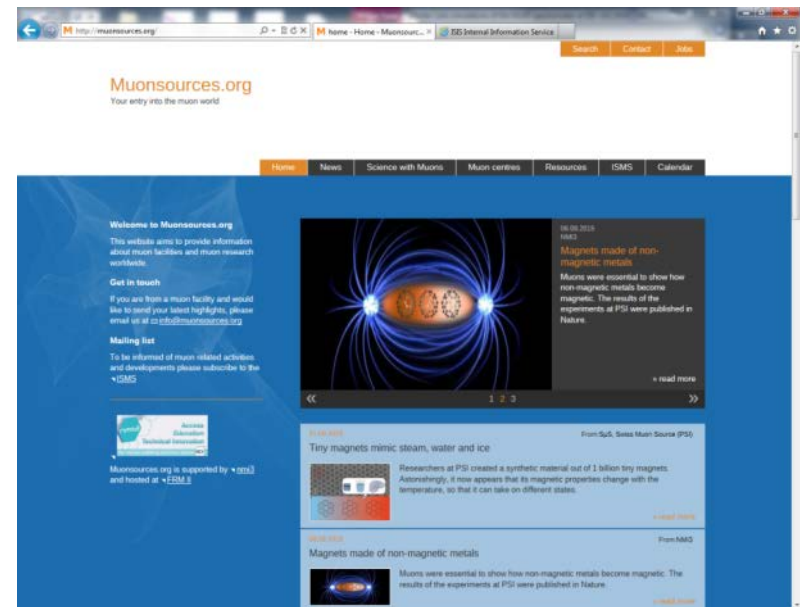 http://muonsources.org/
home - Home - Muonsourc...
ISIS Internal Information Service
Search Contact Jobs
Muonsources.org
Your entry into the muon world
Home News Science with Muons Muon centres Resources ISMS Calendar
Welcome to Muonsources.org
This website aims to provide information
about muon facilities and muon research
worldwide.
Get in touch
If you are from a muon facility and would
like to send your latest highlights, please
email us at info@muonsources.org
Mailing list
To be informed of muon related activities
and developments please subscribe to the
ISMS
Access
Education
Technical Innovation
Muonsources.org is supported by nmi3
and hosted at FRM II
NMI3
Magnets made of non-
magnetic metals
Muons were essential to show how
non-magnetic metals become
magnetic. The results of the
experiments at PSI were published in
Nature.
» read more
« 1 2 3 »
From SµS, Swiss Muon Source (PSI)
Tiny magnets mimic steam, water and ice
Researchers at PSI created a synthetic material out of 1 billion tiny magnets.
Astonishingly, it now appears that its magnetic properties change with the
temperature, so that it can take on different states.
» read more
From NMI3
Magnets made of non-magnetic metals
Muons were essential to show how non-magnetic metals become magnetic. The
results of the experiments at PSI were published in Nature.
» read more